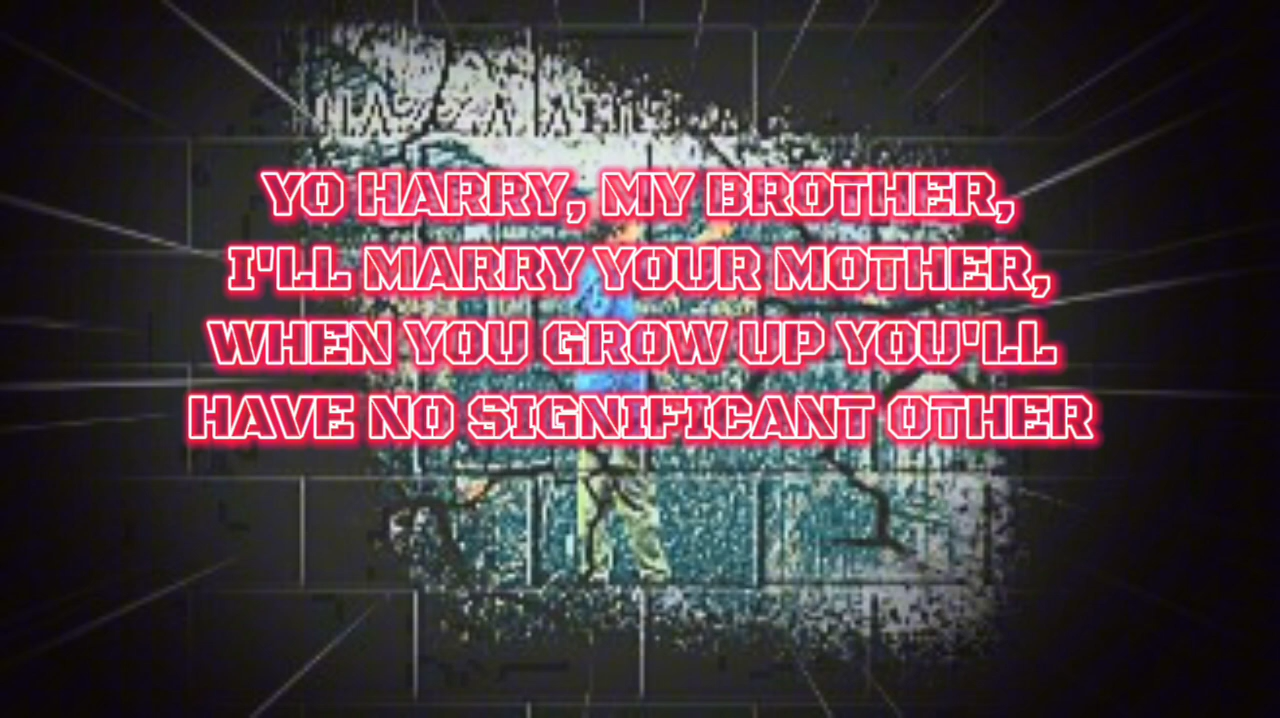 YO HARRY, MY BROTHER,
I'LL MARRY YOUR MOTHER,
WHEN YOU GROW UP YOU'LL
HAVE NO SIGNIFICANT OTHER